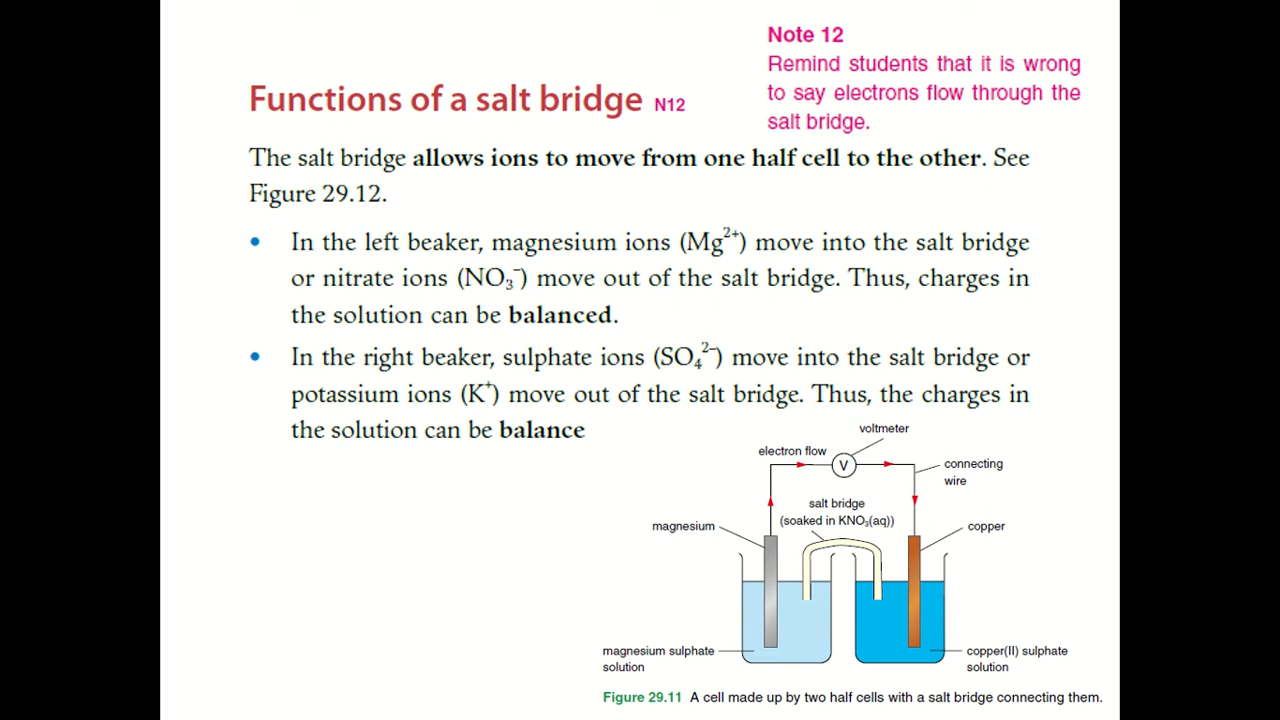 Note 12
Remind students that it is wrong
to say electrons flow through the
salt bridge.
Functions of a salt bridge N12
The salt bridge allows ions to move from one half cell to the other. See
Figure 29.12.
• In the left beaker, magnesium ions (Mg²⁺) move into the salt bridge
or nitrate ions (NO₃⁻) move out of the salt bridge. Thus, charges in
the solution can be balanced.
• In the right beaker, sulphate ions (SO₄²⁻) move into the salt bridge or
potassium ions (K⁺) move out of the salt bridge. Thus, the charges in
the solution can be balance
voltmeter
electron flow
V
connecting
wire
salt bridge
(soaked in KNO₃(aq))
magnesium
copper
magnesium sulphate
solution
copper(II) sulphate
solution
Figure 29.11 A cell made up by two half cells with a salt bridge connecting them.